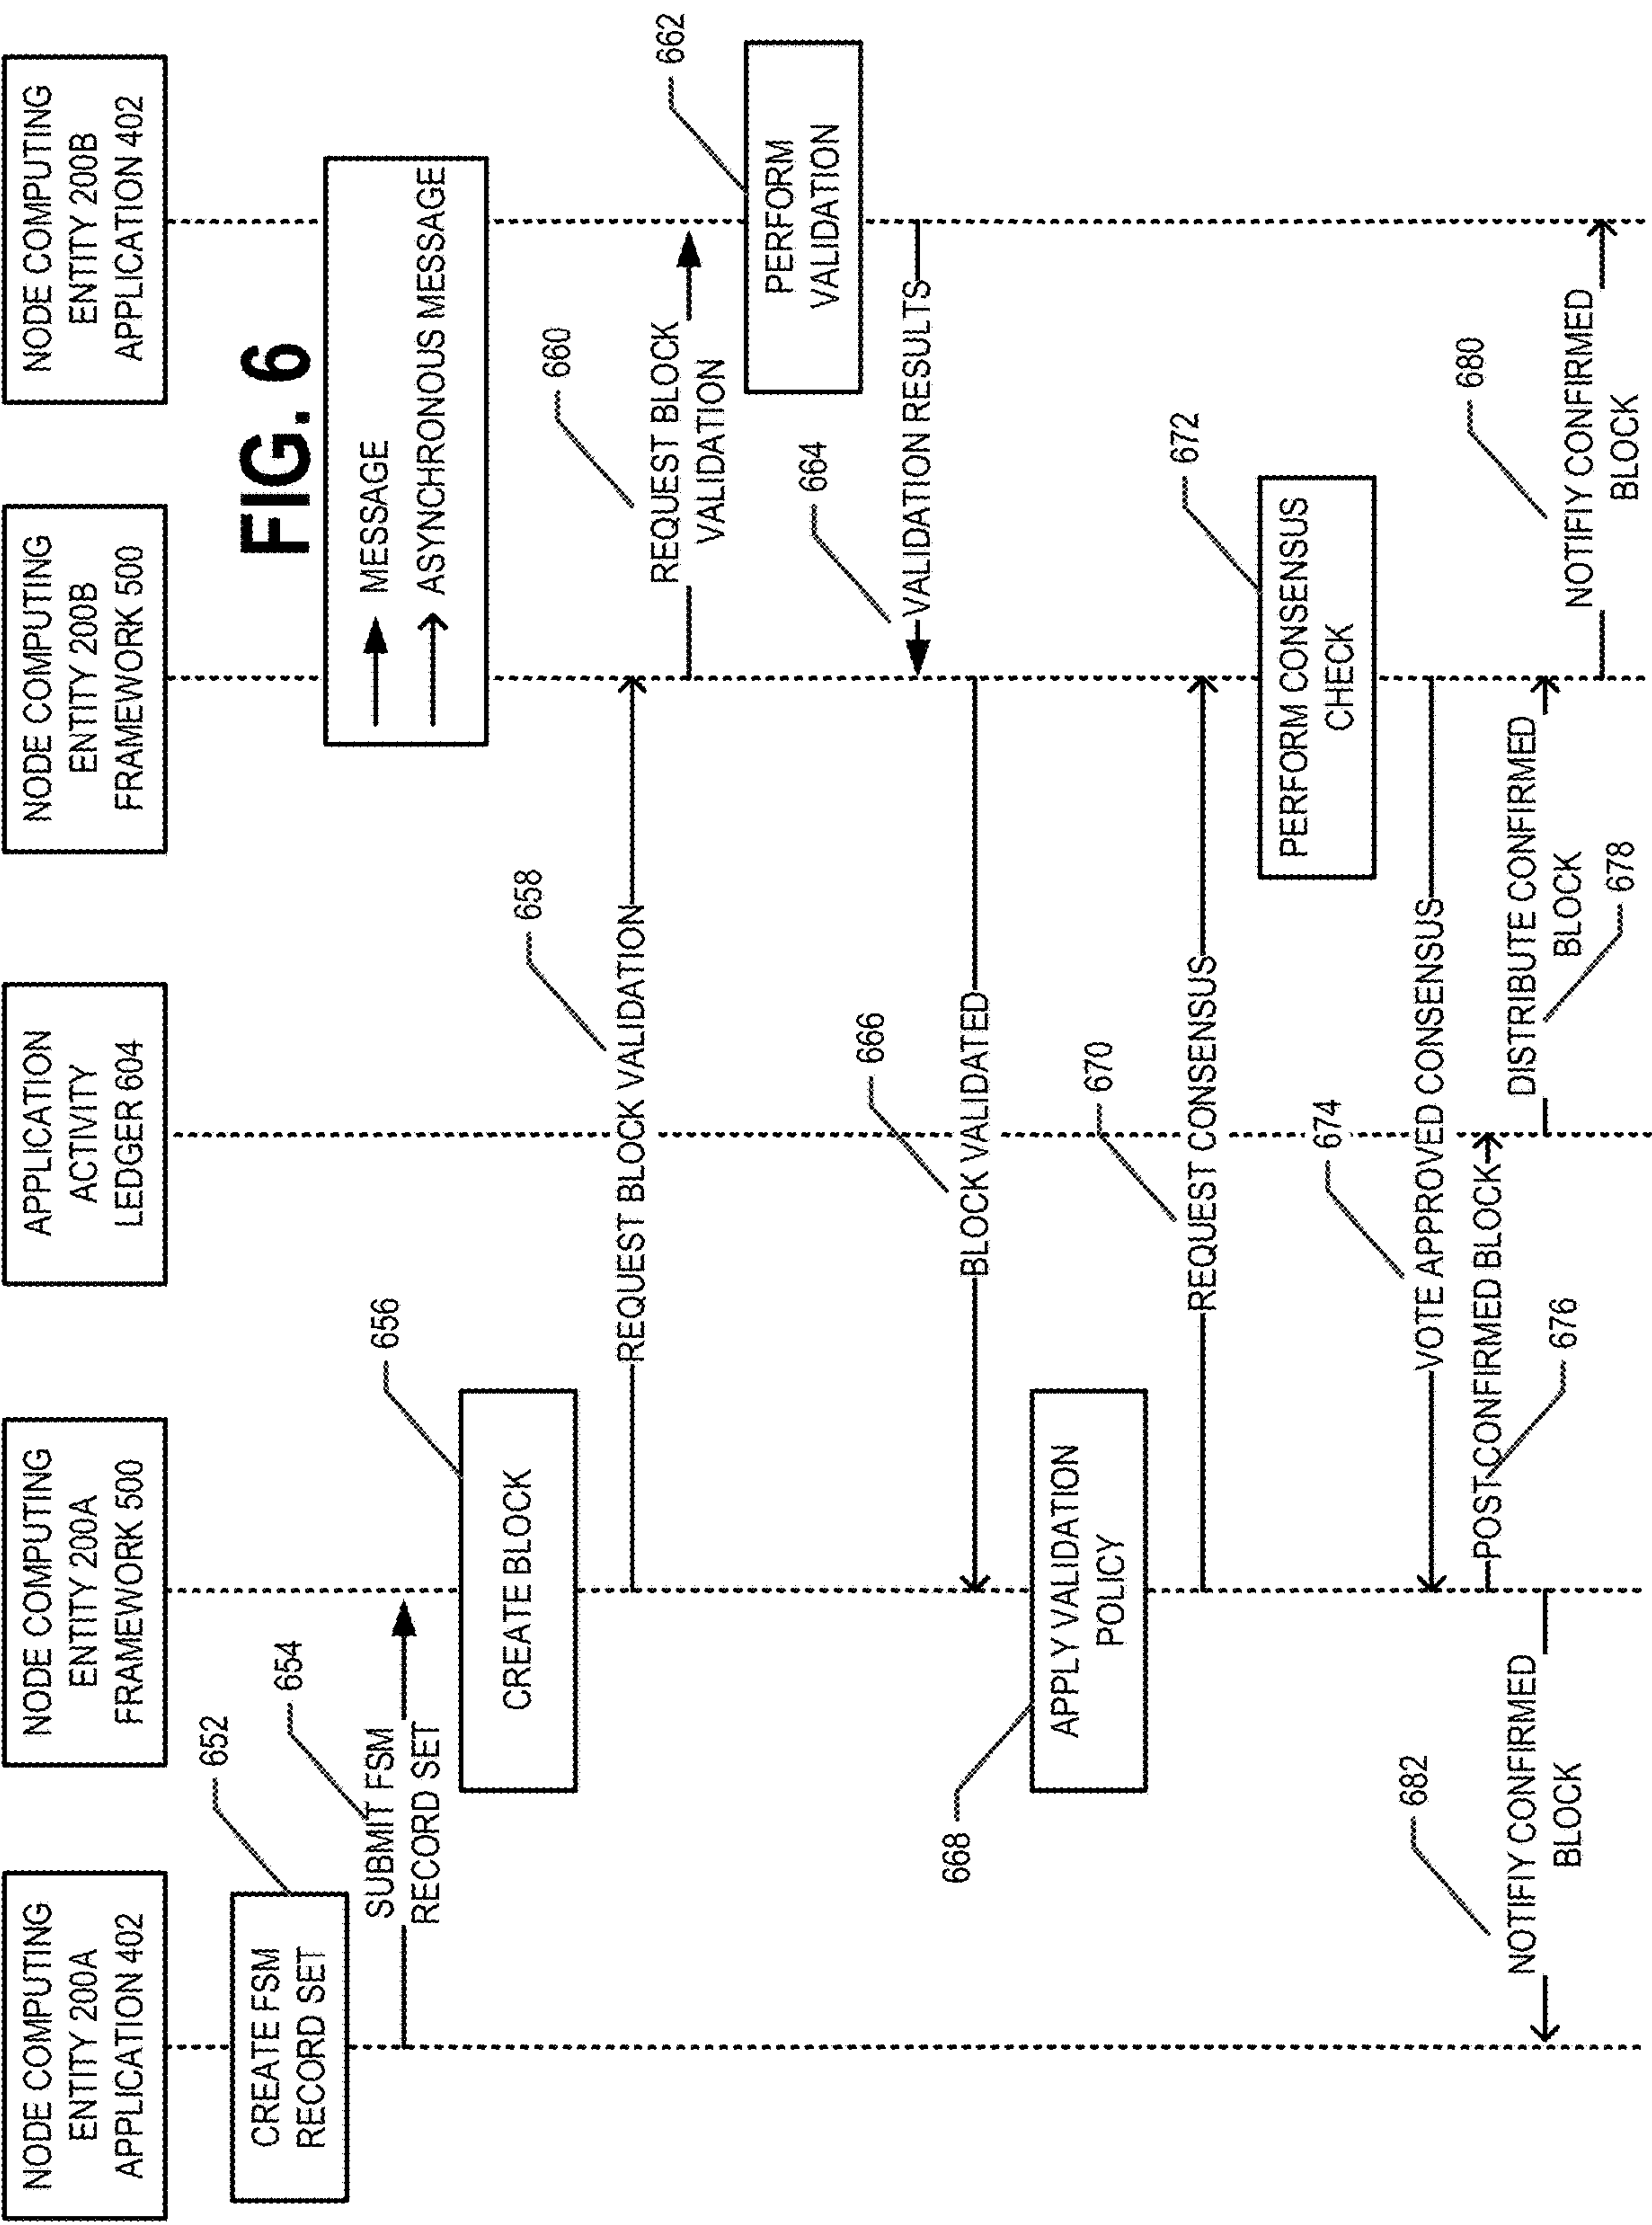 NODE COMPUTING
ENTITY 200A
APPLICATION 402
NODE COMPUTING
ENTITY 200A
FRAMEWORK 500
APPLICATION
ACTIVITY
LEDGER 604
NODE COMPUTING
ENTITY 200B
FRAMEWORK 500
NODE COMPUTING
ENTITY 200B
APPLICATION 402
FIG. 6
MESSAGE
ASYNCHRONOUS MESSAGE
652
CREATE FSM
RECORD SET
654
SUBMIT FSM
RECORD SET
656
CREATE BLOCK
658
REQUEST BLOCK VALIDATION
660
REQUEST BLOCK
VALIDATION
662
PERFORM
VALIDATION
664
VALIDATION RESULTS
666
BLOCK VALIDATED
668
APPLY VALIDATION
POLICY
670
REQUEST CONSENSUS
672
PERFORM CONSENSUS
CHECK
674
VOTE APPROVED CONSENSUS
POST CONFIRMED BLOCK
676
DISTRIBUTE CONFIRMED
BLOCK
678
680
NOTIFIY CONFIRMED
BLOCK
682
NOTIFIY CONFIRMED
BLOCK